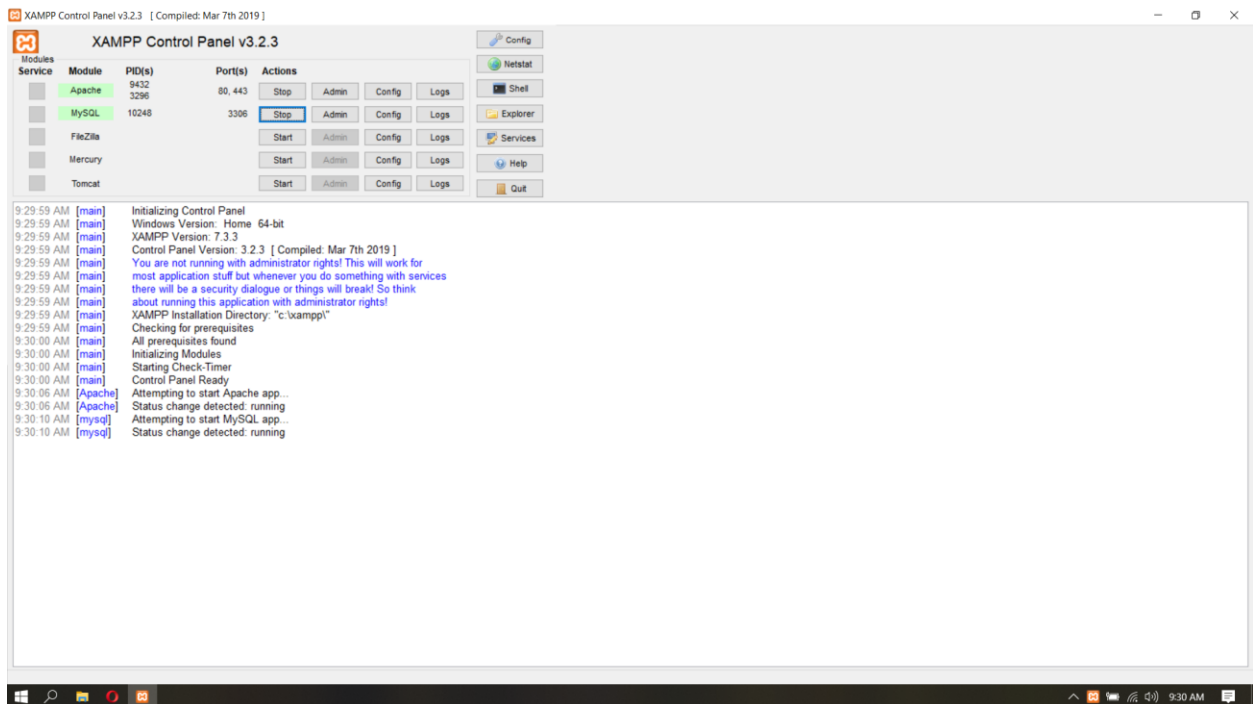 XAMPP Control Panel v3.2.3 [ Compiled: Mar 7th 2019 ]
XAMPP Control Panel v3.2.3
Config
Modules
Service Module PID(s) Port(s) Actions
Netstat
Apache 9432 3296 80, 443 Stop Admin Config Logs
Shell
MySQL 10248 3306 Stop Admin Config Logs
Explorer
FileZilla Start Admin Config Logs
Services
Mercury Start Admin Config Logs
Help
Tomcat Start Admin Config Logs
Quit
9:29:59 AM [main] Initializing Control Panel
9:29:59 AM [main] Windows Version: Home 64-bit
9:29:59 AM [main] XAMPP Version: 7.3.3
9:29:59 AM [main] Control Panel Version: 3.2.3 [ Compiled: Mar 7th 2019 ]
9:29:59 AM [main] You are not running with administrator rights! This will work for
9:29:59 AM [main] most application stuff but whenever you do something with services
9:29:59 AM [main] there will be a security dialogue or things will break! So think
9:29:59 AM [main] about running this application with administrator rights!
9:29:59 AM [main] XAMPP Installation Directory: "c:\xampp\"
9:29:59 AM [main] Checking for prerequisites
9:30:00 AM [main] All prerequisites found
9:30:00 AM [main] Initializing Modules
9:30:00 AM [main] Starting Check-Timer
9:30:00 AM [main] Control Panel Ready
9:30:06 AM [Apache] Attempting to start Apache app...
9:30:06 AM [Apache] Status change detected: running
9:30:10 AM [mysql] Attempting to start MySQL app...
9:30:10 AM [mysql] Status change detected: running
9:30 AM